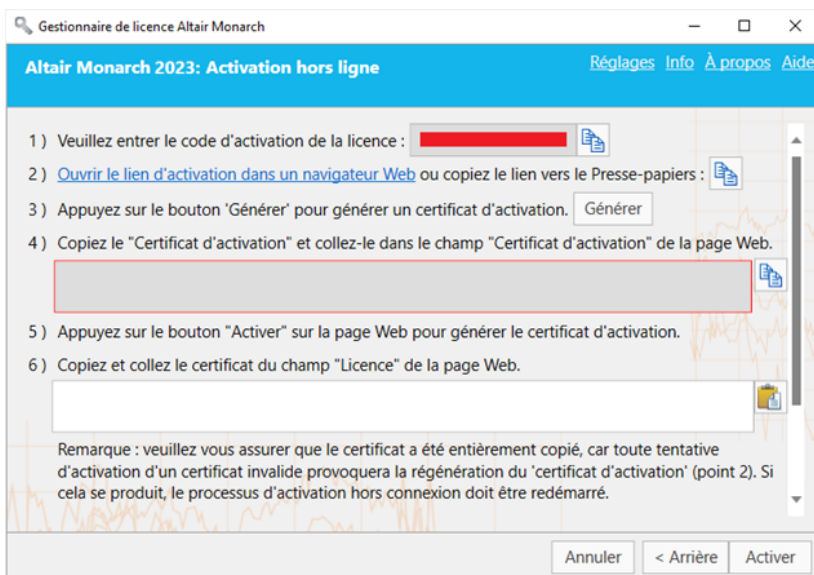 Gestionnaire de licence Altair Monarch
Altair Monarch 2023: Activation hors ligne
Réglages Info À propos Aide
1 ) Veuillez entrer le code d'activation de la licence :
2 ) Ouvrir le lien d'activation dans un navigateur Web ou copiez le lien vers le Presse-papiers :
3 ) Appuyez sur le bouton 'Générer' pour générer un certificat d'activation. Générer
4 ) Copiez le "Certificat d'activation" et collez-le dans le champ "Certificat d'activation" de la page Web.
5 ) Appuyez sur le bouton "Activer" sur la page Web pour générer le certificat d'activation.
6 ) Copiez et collez le certificat du champ "Licence" de la page Web.
Remarque : veuillez vous assurer que le certificat a été entièrement copié, car toute tentative
d'activation d'un certificat invalide provoquera la régénération du 'certificat d'activation' (point 2). Si
cela se produit, le processus d'activation hors connexion doit être redémarré.
Annuler < Arrière Activer